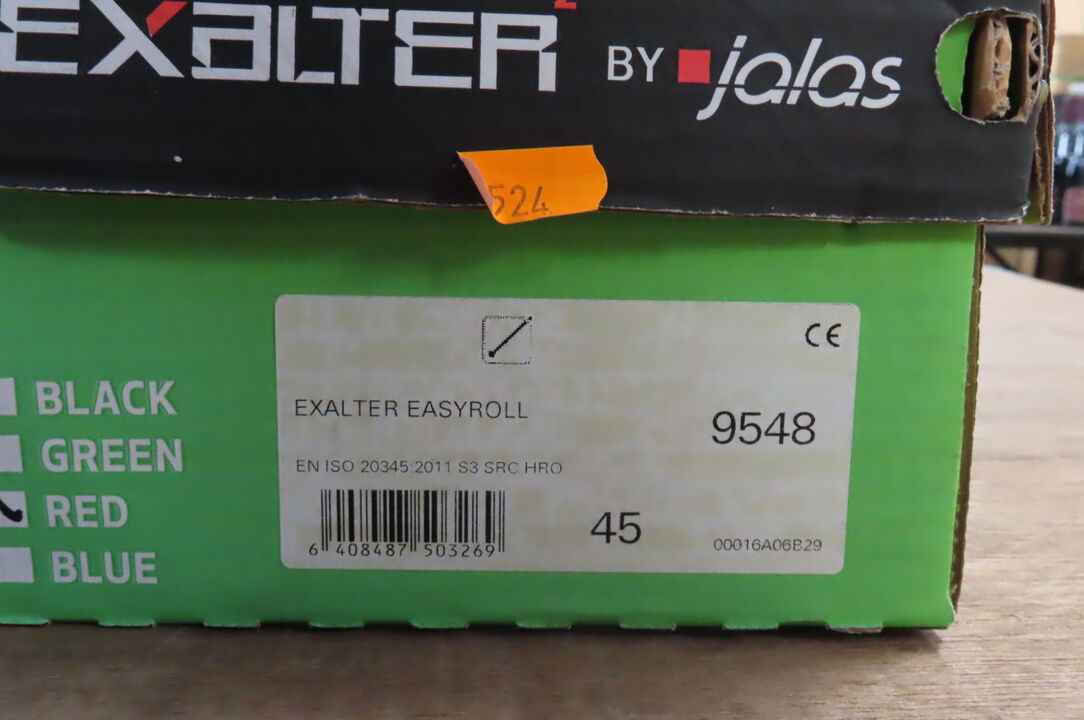 EXALTER²
BY jalas
524
CE
EXALTER EASYROLL
9548
EN ISO 20345:2011 S3 SRC HRO
6 408487 503269
45
00016A06B29
BLACK
GREEN
RED
BLUE